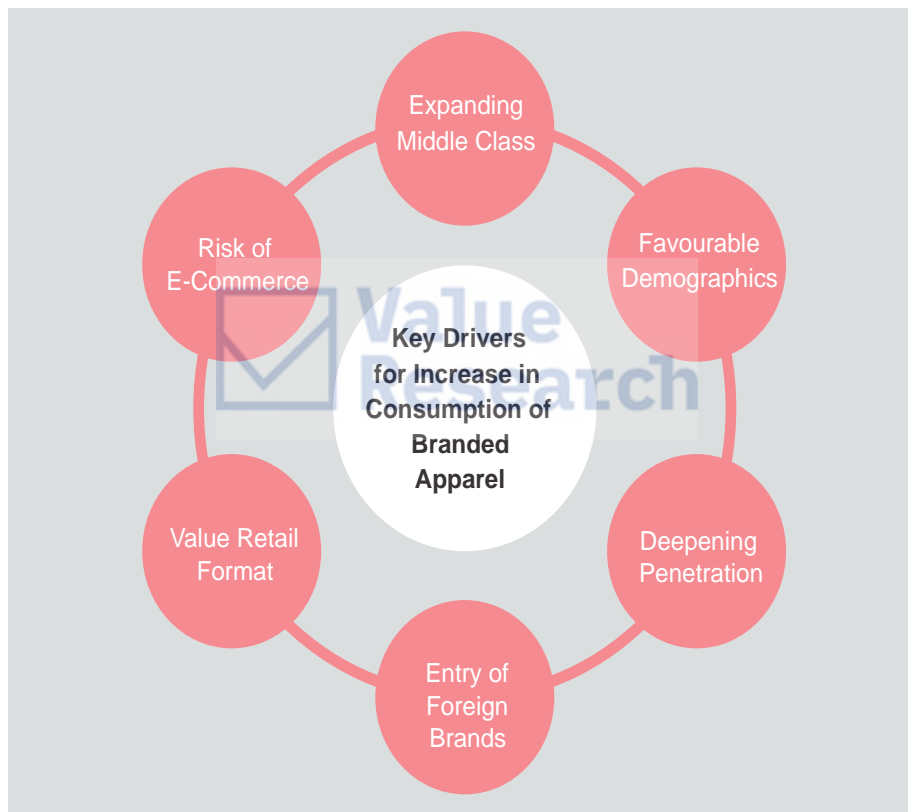 Expanding
Middle Class
Favourable
Demographics
Deepening
Penetration
Entry of
Foreign
Brands
Value Retail
Format
Risk of
E-Commerce
Key Drivers
for Increase in
Consumption of
Branded
Apparel
Value
Research